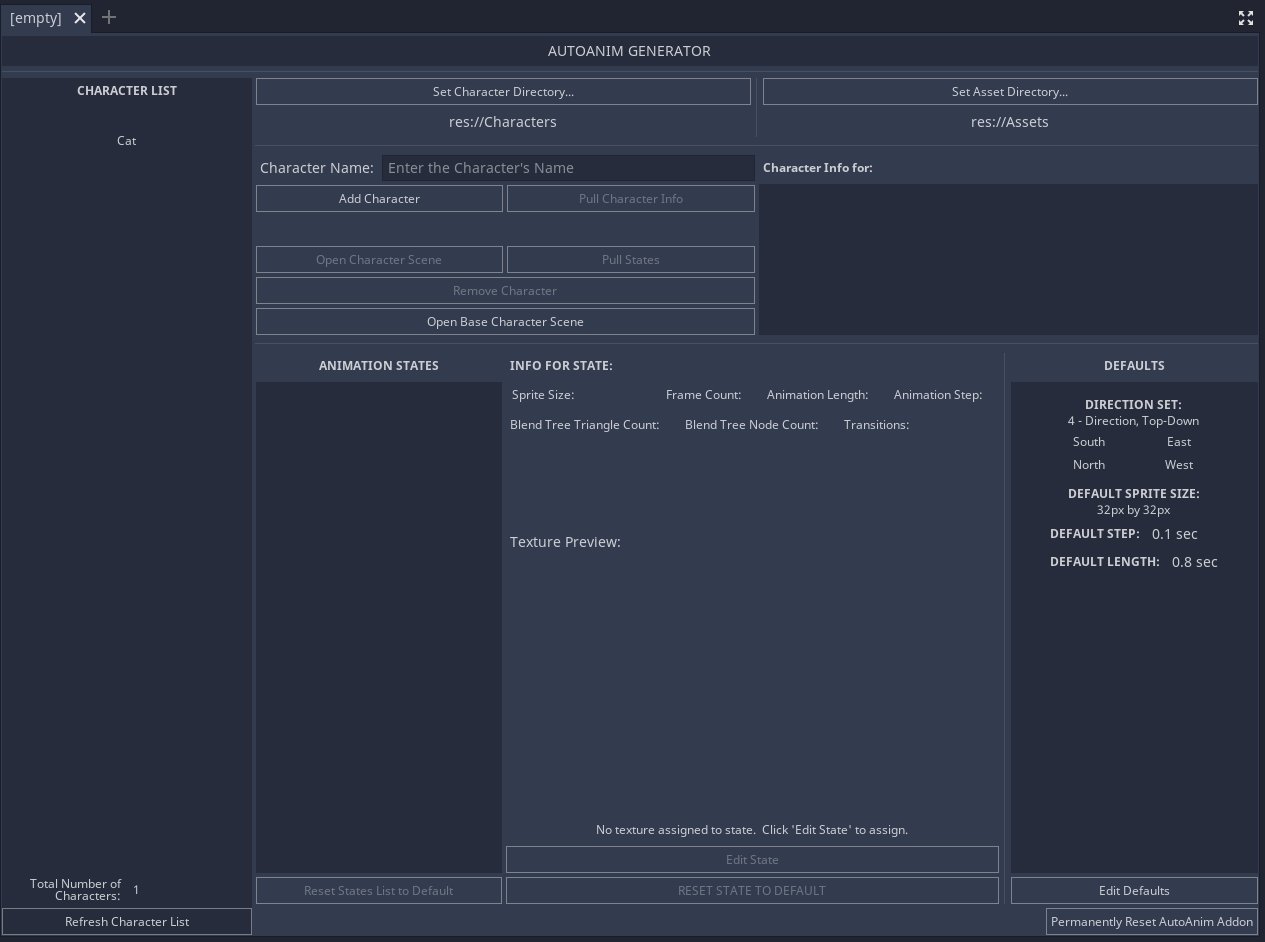 [empty]
AUTOANIM GENERATOR
CHARACTER LIST
Cat
Total Number of
Characters: 1
Refresh Character List
Set Character Directory...
res://Characters
Set Asset Directory...
res://Assets
Character Name: Enter the Character's Name
Add Character
Pull Character Info
Open Character Scene
Pull States
Remove Character
Open Base Character Scene
Character Info for:
ANIMATION STATES
Reset States List to Default
INFO FOR STATE:
Sprite Size: Frame Count: Animation Length: Animation Step:
Blend Tree Triangle Count: Blend Tree Node Count: Transitions:
Texture Preview:
No texture assigned to state. Click 'Edit State' to assign.
Edit State
RESET STATE TO DEFAULT
DEFAULTS
DIRECTION SET:
4 - Direction, Top-Down
South East
North West
DEFAULT SPRITE SIZE:
32px by 32px
DEFAULT STEP: 0.1 sec
DEFAULT LENGTH: 0.8 sec
Edit Defaults
Permanently Reset AutoAnim Addon